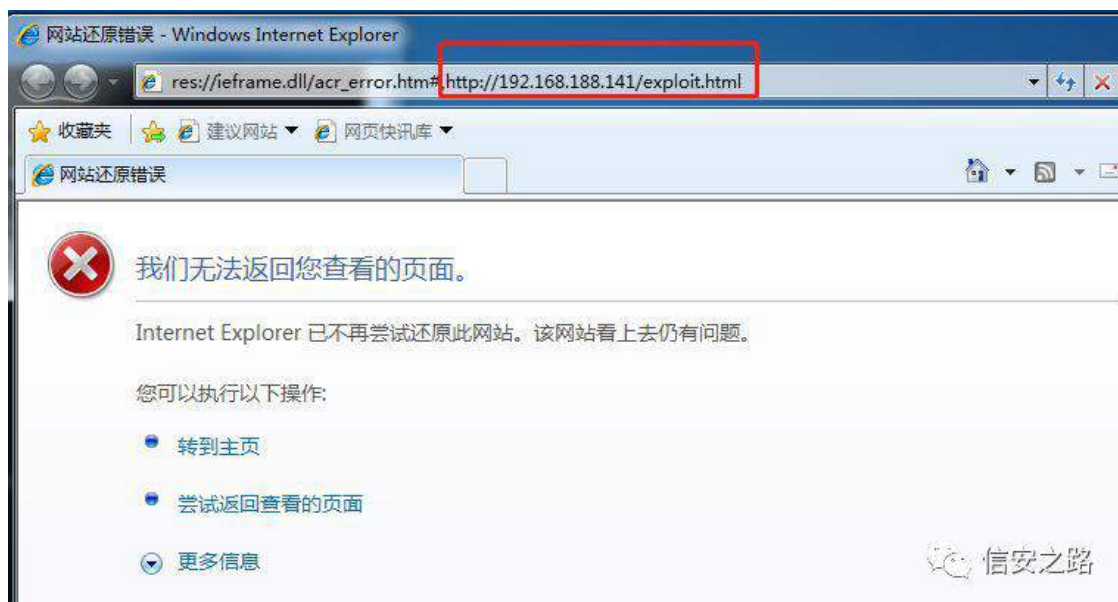 网站还原错误 - Windows Internet Explorer
res://ieframe.dll/acr_error.htm#,http://192.168.188.141/exploit.html
收藏夹 建议网站 网页快讯库
网站还原错误
我们无法返回您查看的页面。
Internet Explorer 已不再尝试还原此网站。该网站看上去仍有问题。
您可以执行以下操作:
转到主页
尝试返回查看的页面
更多信息
信安之路